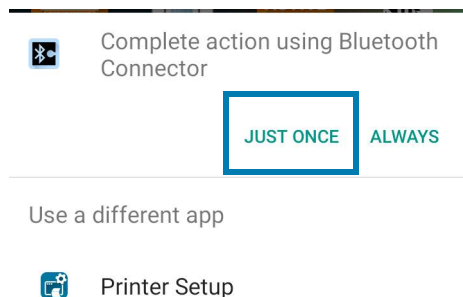 Complete action using Bluetooth
Connector
JUST ONCE
ALWAYS
Use a different app
Printer Setup